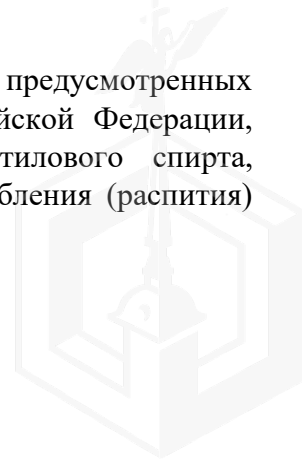 предусмотренных
йской Федерации,
тилового спирта,
бления (распития)